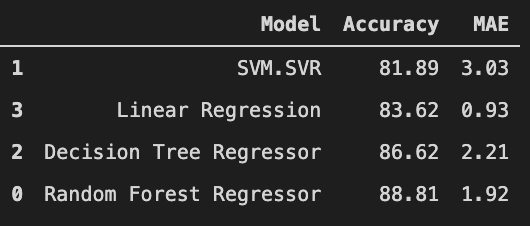 Model Accuracy MAE
1 SVM.SVR 81.89 3.03
3 Linear Regression 83.62 0.93
2 Decision Tree Regressor 86.62 2.21
0 Random Forest Regressor 88.81 1.92